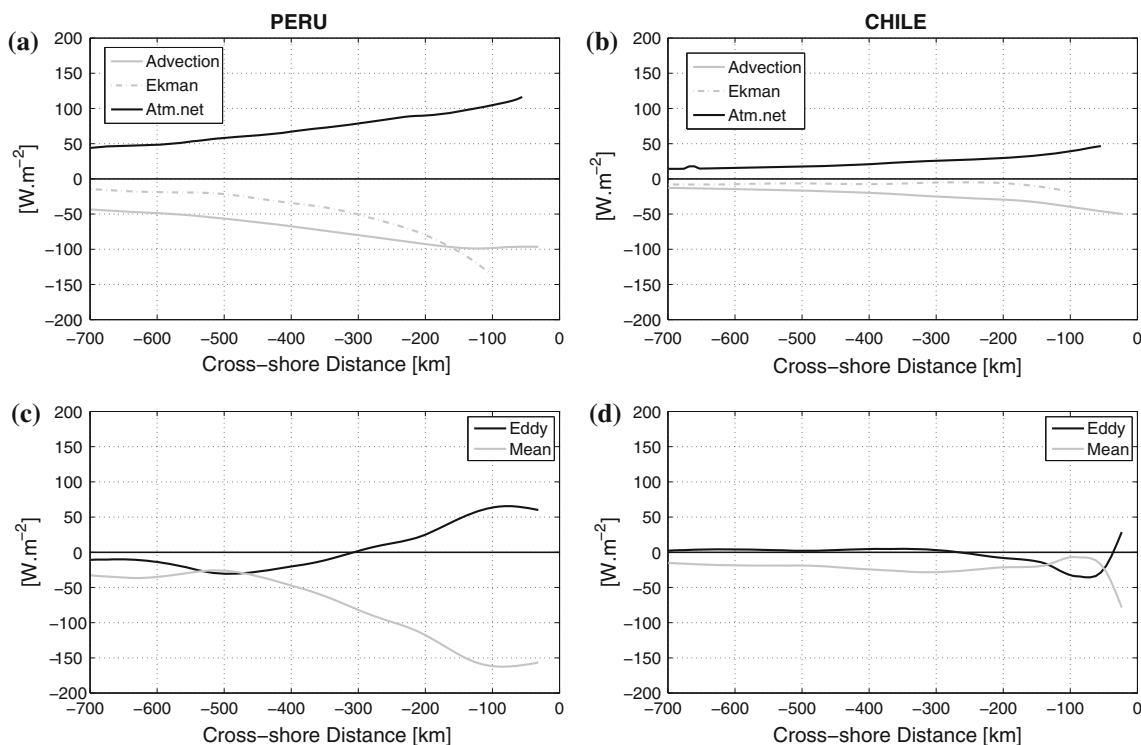 PERU
CHILE
(a)
200
150
100
50
0
−50
−100
−150
−200
[W.m−2]
Advection
Ekman
Atm.net
−700 −600 −500 −400 −300 −200 −100 0
Cross−shore Distance [km]
(b)
200
150
100
50
0
−50
−100
−150
−200
[W.m−2]
Advection
Ekman
Atm.net
−700 −600 −500 −400 −300 −200 −100 0
Cross−shore Distance [km]
(c)
200
150
100
50
0
−50
−100
−150
−200
[W.m−2]
Eddy
Mean
−700 −600 −500 −400 −300 −200 −100 0
Cross−shore Distance [km]
(d)
200
150
100
50
0
−50
−100
−150
−200
[W.m−2]
Eddy
Mean
−700 −600 −500 −400 −300 −200 −100 0
Cross−shore Distance [km]